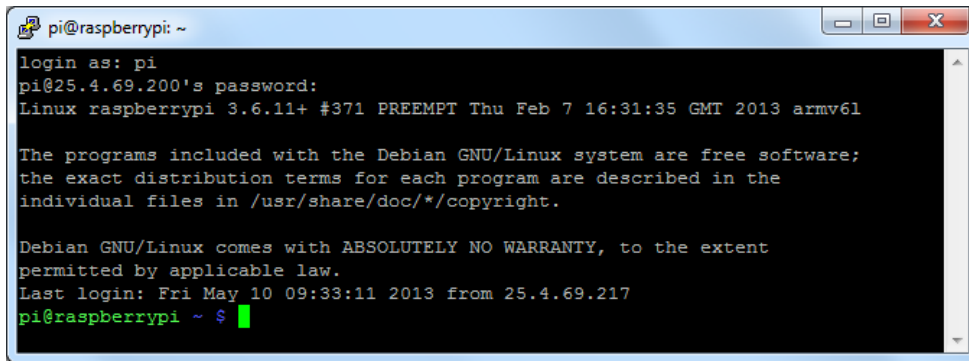 pi@raspberrypi: ~
login as: pi
pi@25.4.69.200's password:
Linux raspberrypi 3.6.11+ #371 PREEMPT Thu Feb 7 16:31:35 GMT 2013 armv6l
The programs included with the Debian GNU/Linux system are free software;
the exact distribution terms for each program are described in the
individual files in /usr/share/doc/*/copyright.
Debian GNU/Linux comes with ABSOLUTELY NO WARRANTY, to the extent
permitted by applicable law.
Last login: Fri May 10 09:33:11 2013 from 25.4.69.217
pi@raspberrypi ~ $